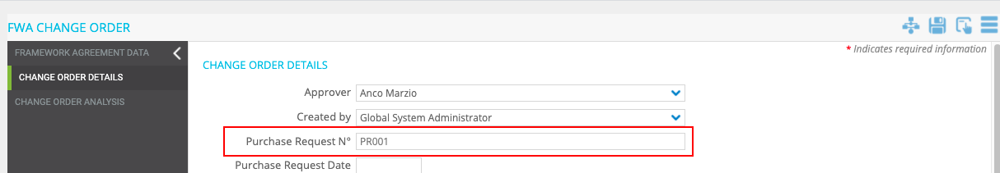 FWA CHANGE ORDER
* Indicates required information
FRAMEWORK AGREEMENT DATA
CHANGE ORDER DETAILS
CHANGE ORDER ANALYSIS
CHANGE ORDER DETAILS
Approver Anco Marzio
Created by Global System Administrator
Purchase Request N° PR001
Purchase Request Date